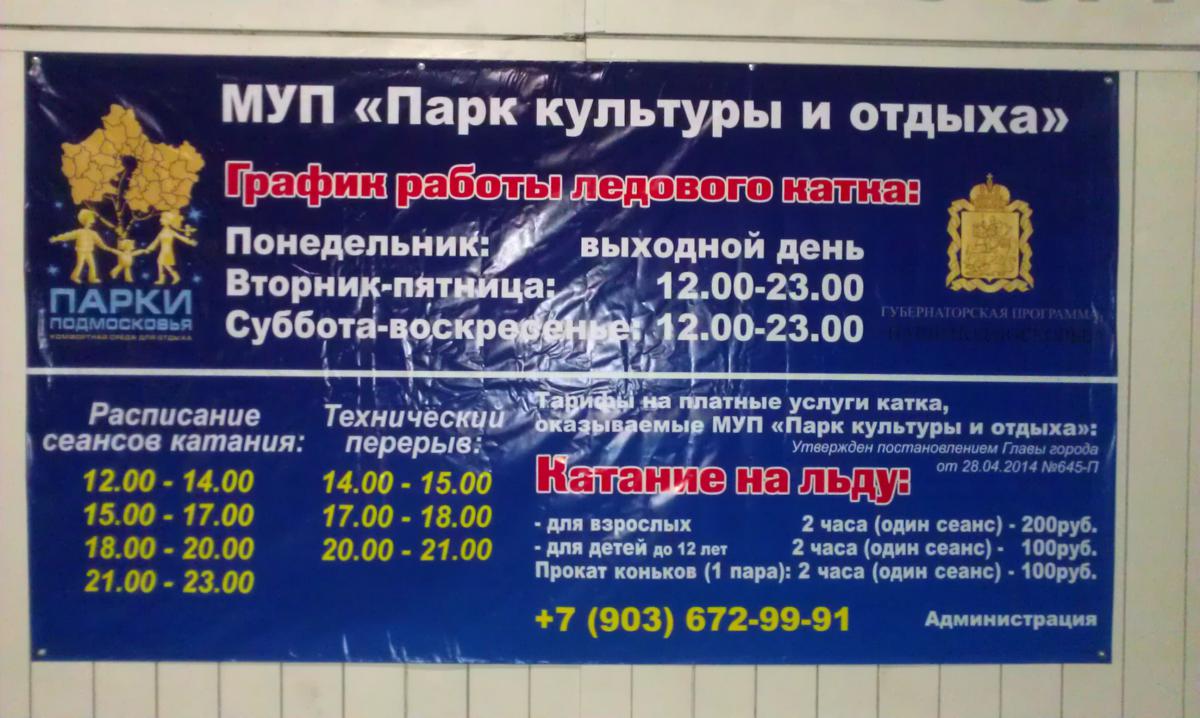 МУП «Парк культуры и отдыха»
График работы ледового катка:
Понедельник: выходной день
Вторник-пятница: 12.00-23.00
Суббота-воскресенье: 12.00-23.00
ПАРКИ
ПОДМОСКОВЬЯ
КОМФОРТНАЯ СРЕДА ДЛЯ ОТДЫХА
ГУБЕРНАТОРСКАЯ ПРОГРАММА
Расписание
сеансов катания:
12.00 - 14.00
15.00 - 17.00
18.00 - 20.00
21.00 - 23.00
Технический
перерыв:
14.00 - 15.00
17.00 - 18.00
20.00 - 21.00
Тарифы на платные услуги катка,
оказываемые МУП «Парк культуры и отдыха»:
Утвержден постановлением Главы города
от 28.04.2014 №645-П
Катание на льду:
- для взрослых 2 часа (один сеанс) - 200руб.
- для детей до 12 лет 2 часа (один сеанс) - 100руб.
Прокат коньков (1 пара): 2 часа (один сеанс) - 100руб.
+7 (903) 672-99-91
Администрация